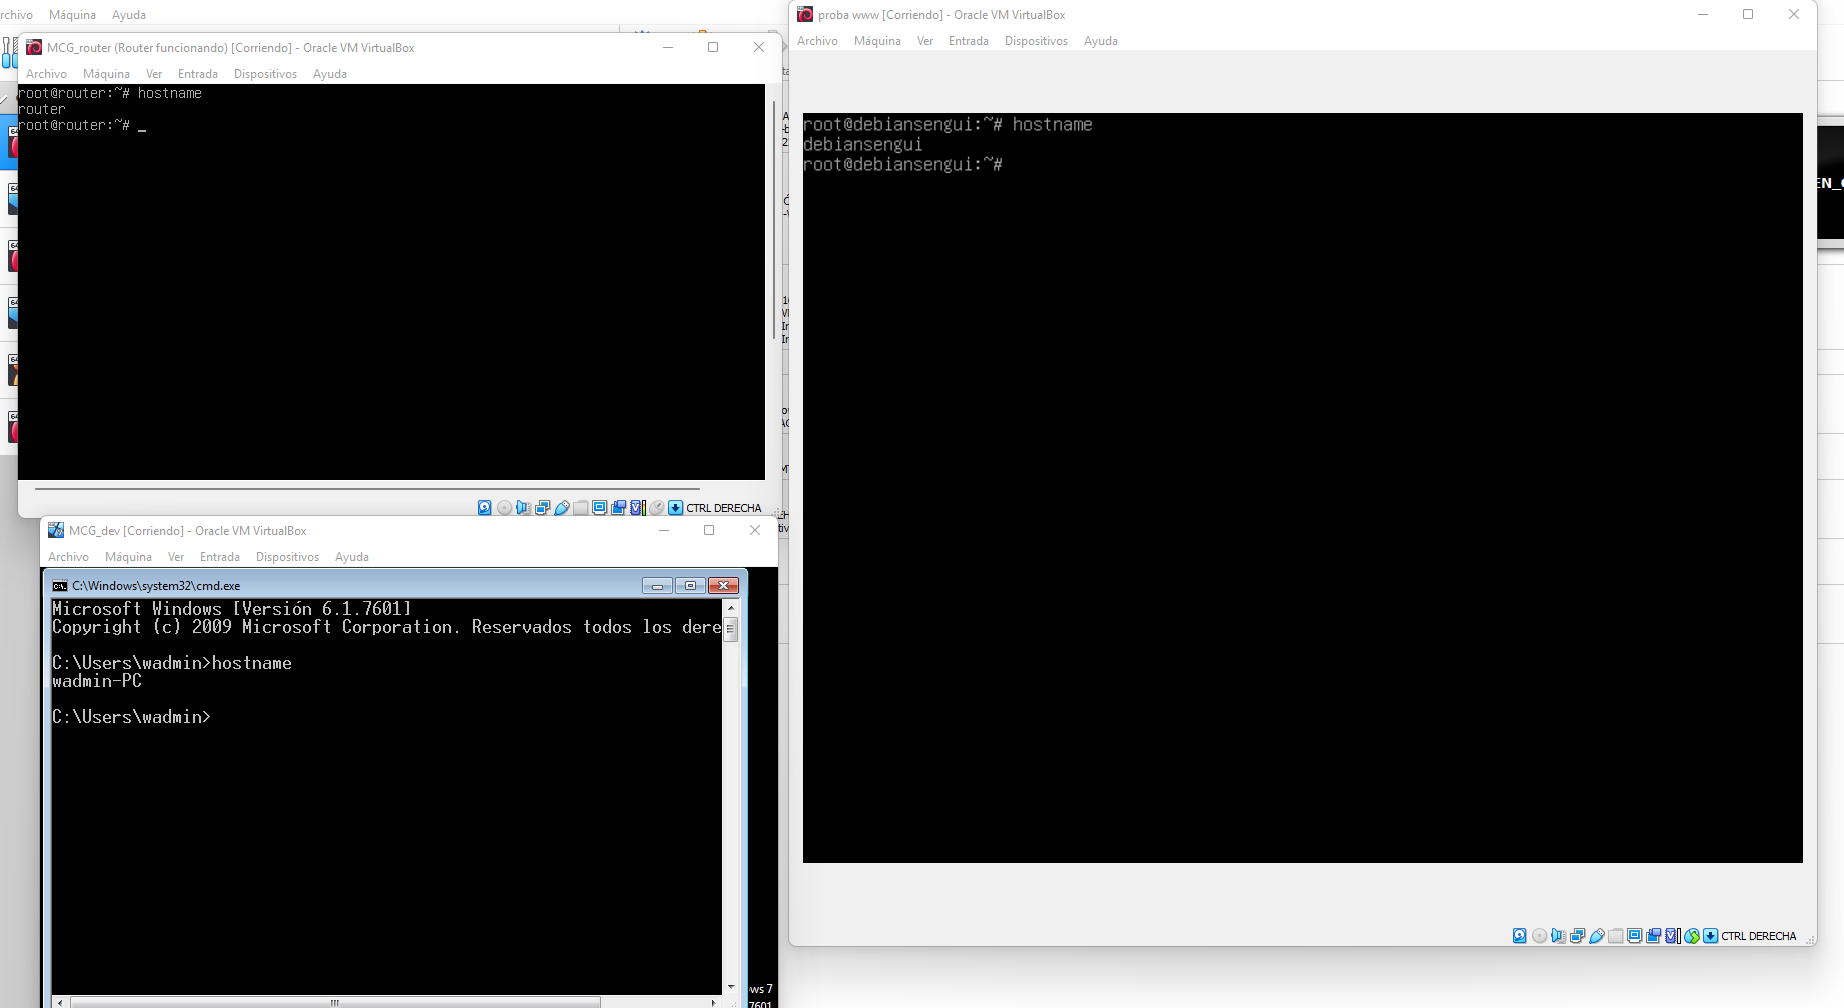 Máquina
Ayuda
MCG_router (Router funcionando) [Corriendo] - Oracle VM VirtualBox
Archivo Máquina Ver Entrada Dispositivos Ayuda
root@router:~# hostname
router
root@router:~# _
CTRL DERECHA
MCG_dev [Corriendo] - Oracle VM VirtualBox
Archivo Máquina Ver Entrada Dispositivos Ayuda
C:\Windows\system32\cmd.exe
Microsoft Windows [Versión 6.1.7601]
Copyright (c) 2009 Microsoft Corporation. Reservados todos los dere
C:\Users\wadmin>hostname
wadmin-PC
C:\Users\wadmin>
ows 7
7601
proba www [Corriendo] - Oracle VM VirtualBox
Archivo Máquina Ver Entrada Dispositivos Ayuda
root@debiansengui:~# hostname
debiansengui
root@debiansengui:~#
CTRL DERECHA